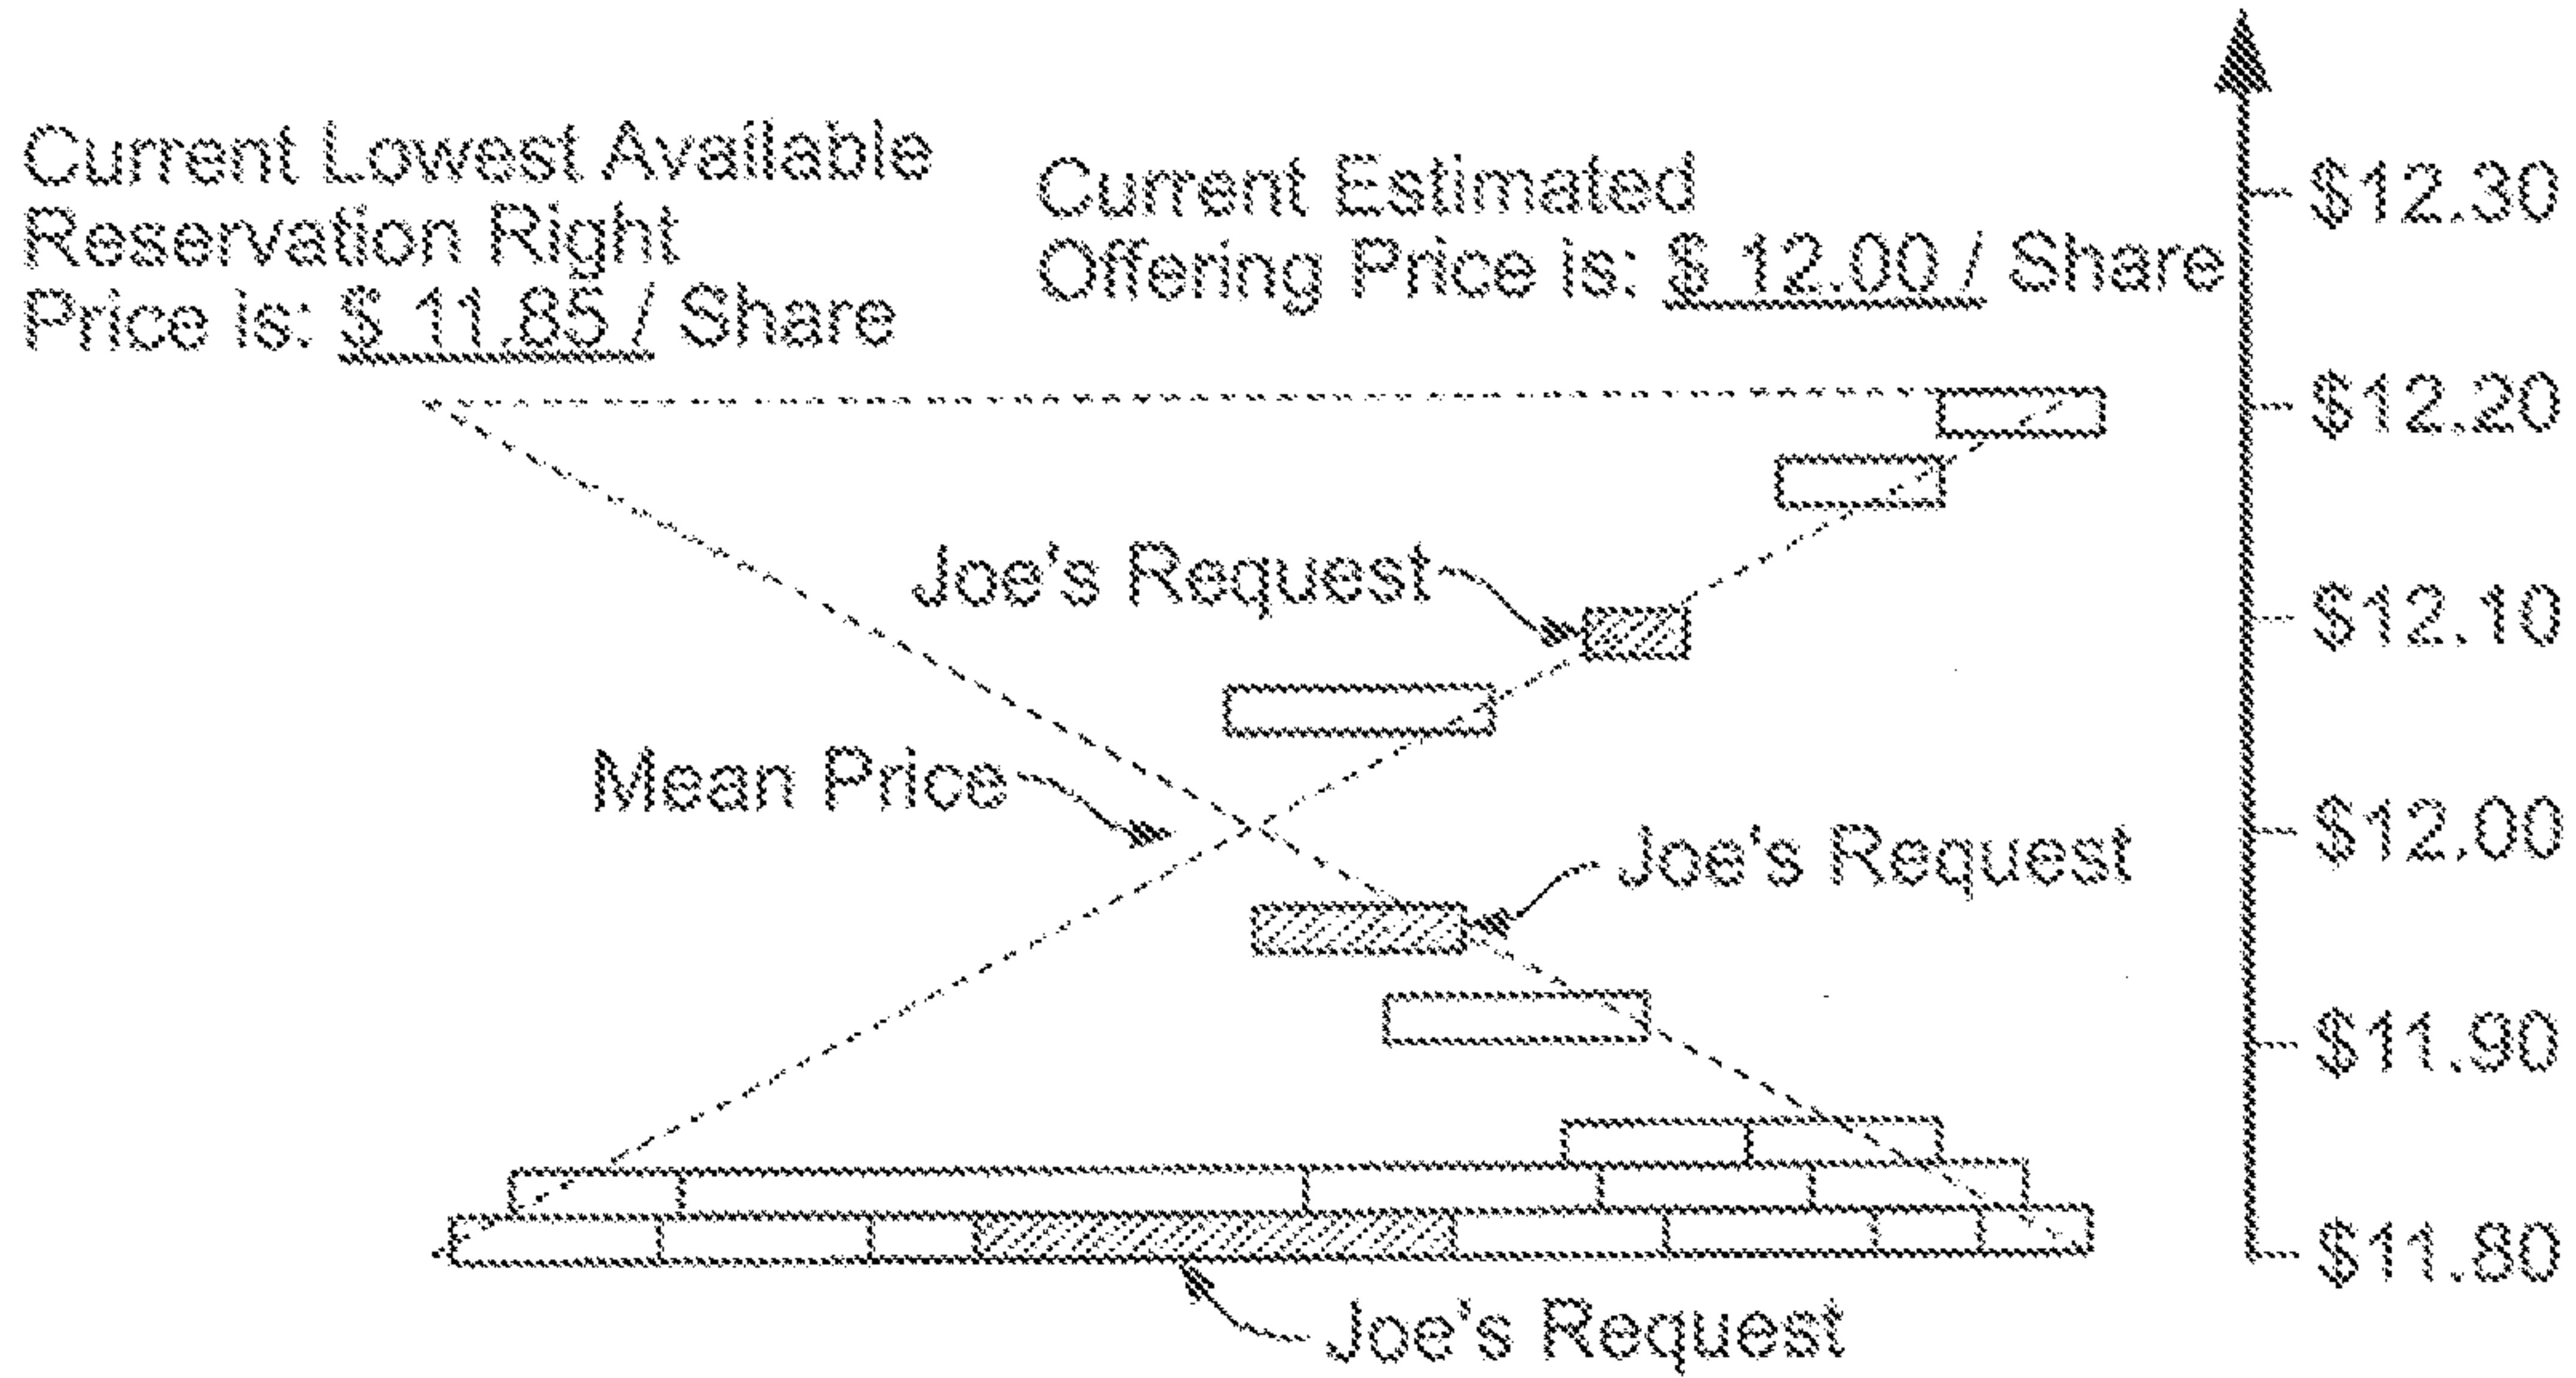 Current Lowest Available
Reservation Right
Price is: $ 11.85 / Share
Current Estimated
Offering Price is: $ 12.00 / Share
$12.30
$12.20
Joe's Request
$12.10
Mean Price
$12.00
Joe's Request
$11.90
$11.80
Joe's Request